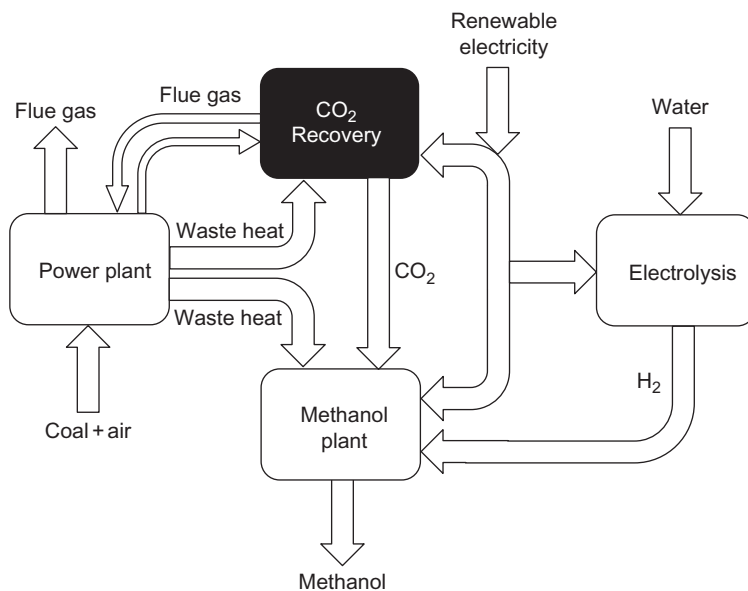 Renewable
electricity
Flue gas
Flue gas
CO₂
Recovery
Water
Waste heat
Power plant
CO₂
Electrolysis
Waste heat
H₂
Coal + air
Methanol
plant
Methanol